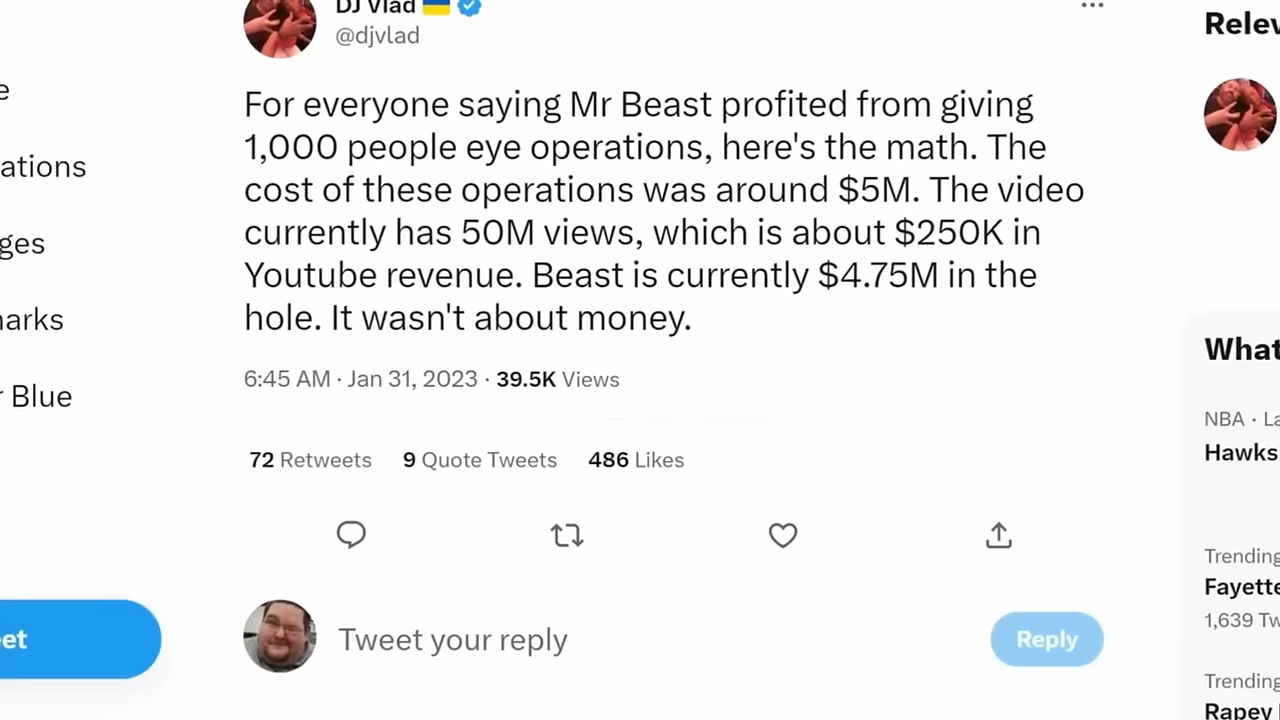 DJ Vlad
@djvlad
For everyone saying Mr Beast profited from giving
1,000 people eye operations, here's the math. The
cost of these operations was around $5M. The video
currently has 50M views, which is about $250K in
Youtube revenue. Beast is currently $4.75M in the
hole. It wasn't about money.
6:45 AM · Jan 31, 2023 · 39.5K Views
72 Retweets 9 Quote Tweets 486 Likes
Tweet your reply
Reply
e
ations
ges
arks
r Blue
et
Relev
What
NBA · La
Hawks
Trending
Fayette
1,639 Tw
Trending
Rapey